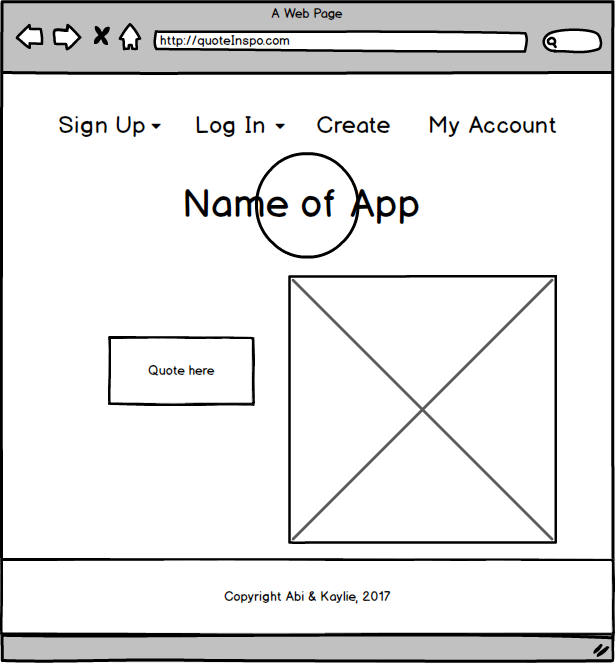 A Web Page
http://quoteInspo.com
Sign Up Log In Create My Account
Name of App
Quote here
Copyright Abi & Kaylie, 2017